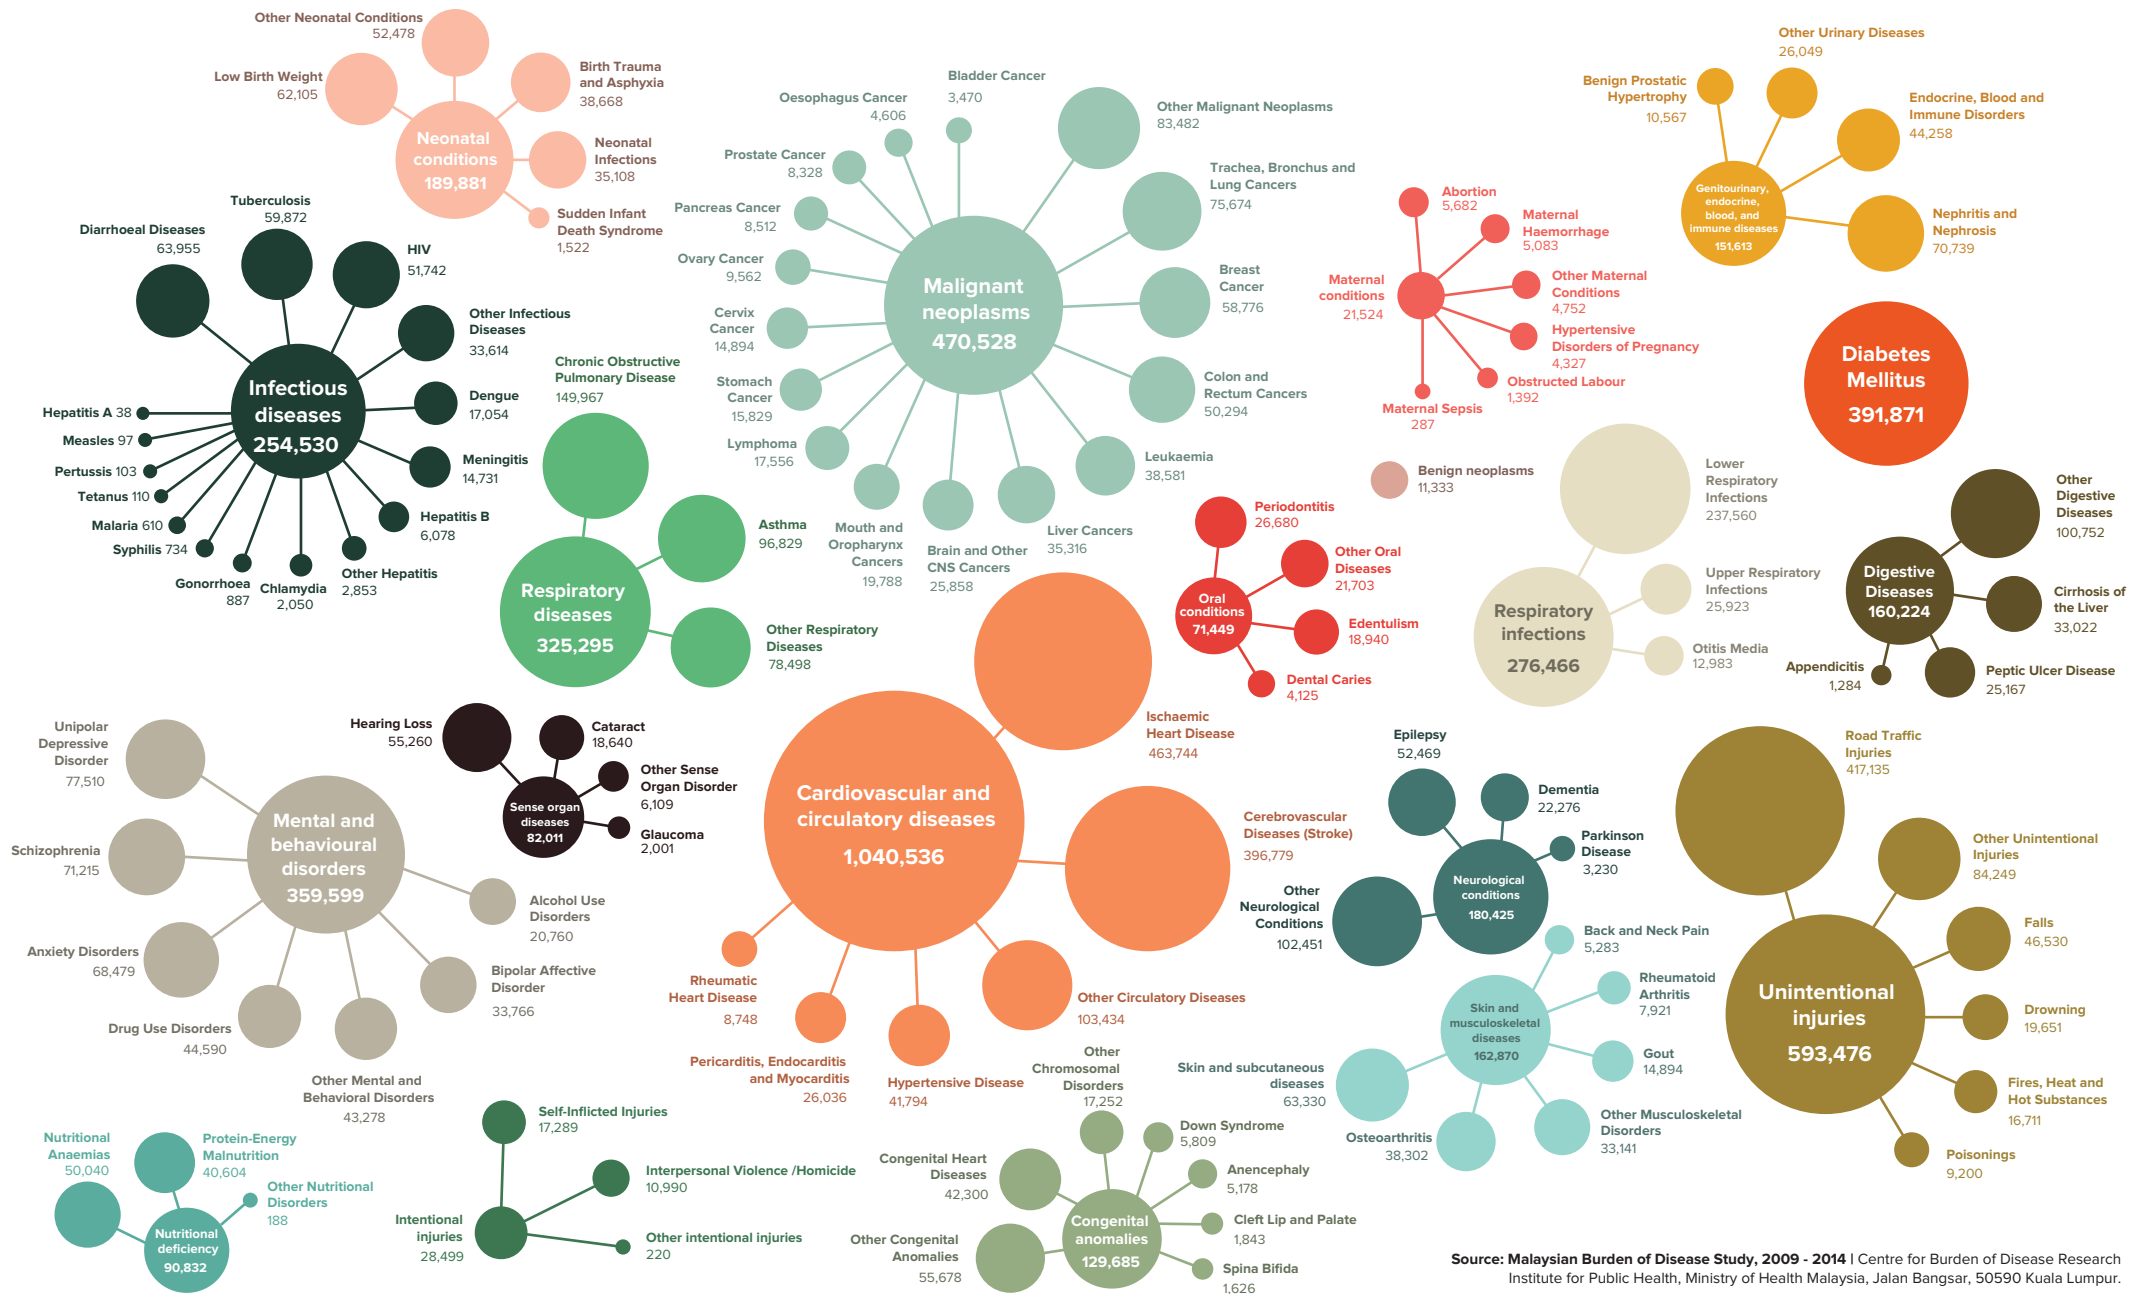 Other Neonatal Conditions
52,478
Low Birth Weight
62,105
Birth Trauma
and Asphyxia
38,668
Neonatal
conditions
189,881
Neonatal
Infections
35,108
Sudden Infant
Death Syndrome
1,522
Tuberculosis
59,872
Diarrhoeal Diseases
63,955
HIV
51,742
Other Infectious
Diseases
33,614
Infectious
diseases
254,530
Dengue
17,054
Meningitis
14,731
Hepatitis B
6,078
Other Hepatitis
2,853
Chlamydia
2,050
Gonorrhoea
887
Syphilis 734
Malaria 610
Tetanus 110
Pertussis 103
Measles 97
Hepatitis A 38
Bladder Cancer
3,470
Oesophagus Cancer
4,606
Prostate Cancer
8,328
Pancreas Cancer
8,512
Ovary Cancer
9,562
Cervix
Cancer
14,894
Stomach
Cancer
15,829
Lymphoma
17,556
Mouth and
Oropharynx
Cancers
19,788
Brain and Other
CNS Cancers
25,858
Liver Cancers
35,316
Leukaemia
38,581
Colon and
Rectum Cancers
50,294
Breast
Cancer
58,776
Trachea, Bronchus and
Lung Cancers
75,674
Other Malignant Neoplasms
83,482
Malignant
neoplasms
470,528
Abortion
5,682
Maternal
Haemorrhage
5,083
Other Maternal
Conditions
4,752
Hypertensive
Disorders of Pregnancy
4,327
Obstructed Labour
1,392
Maternal Sepsis
287
Maternal
conditions
21,524
Other Urinary Diseases
26,049
Benign Prostatic
Hypertrophy
10,567
Endocrine, Blood and
Immune Disorders
44,258
Nephritis and
Nephrosis
70,739
Genitourinary,
endocrine,
blood, and
immune diseases
151,613
Diabetes
Mellitus
391,871
Benign neoplasms
11,333
Chronic Obstructive
Pulmonary Disease
149,967
Asthma
96,829
Other Respiratory
Diseases
78,498
Respiratory
diseases
325,295
Periodontitis
26,680
Other Oral
Diseases
21,703
Edentulism
18,940
Dental Caries
4,125
Oral
conditions
71,449
Lower
Respiratory
Infections
237,560
Upper Respiratory
Infections
25,923
Otitis Media
12,983
Respiratory
infections
276,466
Other
Digestive
Diseases
100,752
Cirrhosis of
the Liver
33,022
Peptic Ulcer Disease
25,167
Appendicitis
1,284
Digestive
Diseases
160,224
Unipolar
Depressive
Disorder
77,510
Schizophrenia
71,215
Anxiety Disorders
68,479
Drug Use Disorders
44,590
Other Mental and
Behavioral Disorders
43,278
Bipolar Affective
Disorder
33,766
Alcohol Use
Disorders
20,760
Mental and
behavioural
disorders
359,599
Hearing Loss
55,260
Cataract
18,640
Other Sense
Organ Disorder
6,109
Glaucoma
2,001
Sense organ
diseases
82,011
Cardiovascular and
circulatory diseases
1,040,536
Ischaemic
Heart Disease
463,744
Cerebrovascular
Diseases (Stroke)
396,779
Other Circulatory Diseases
103,434
Hypertensive Disease
41,794
Pericarditis, Endocarditis
and Myocarditis
26,036
Rheumatic
Heart Disease
8,748
Epilepsy
52,469
Dementia
22,276
Parkinson
Disease
3,230
Other
Neurological
Conditions
102,451
Neurological
conditions
180,425
Road Traffic
Injuries
417,135
Other Unintentional
Injuries
84,249
Falls
46,530
Drowning
19,651
Fires, Heat and
Hot Substances
16,711
Poisonings
9,200
Unintentional
injuries
593,476
Back and Neck Pain
5,283
Rheumatoid
Arthritis
7,921
Gout
14,894
Other Musculoskeletal
Disorders
33,141
Osteoarthritis
38,302
Skin and subcutaneous
diseases
63,330
Skin and
musculoskeletal
diseases
162,870
Nutritional
Anaemias
50,040
Protein-Energy
Malnutrition
40,604
Other Nutritional
Disorders
188
Nutritional
deficiency
90,832
Self-Inflicted Injuries
17,289
Interpersonal Violence /Homicide
10,990
Other intentional injuries
220
Intentional
injuries
28,499
Other
Chromosomal
Disorders
17,252
Down Syndrome
5,809
Anencephaly
5,178
Cleft Lip and Palate
1,843
Spina Bifida
1,626
Congenital Heart
Diseases
42,300
Other Congenital
Anomalies
55,678
Congenital
anomalies
129,685
Source: Malaysian Burden of Disease Study, 2009 - 2014 | Centre for Burden of Disease Research
Institute for Public Health, Ministry of Health Malaysia, Jalan Bangsar, 50590 Kuala Lumpur.